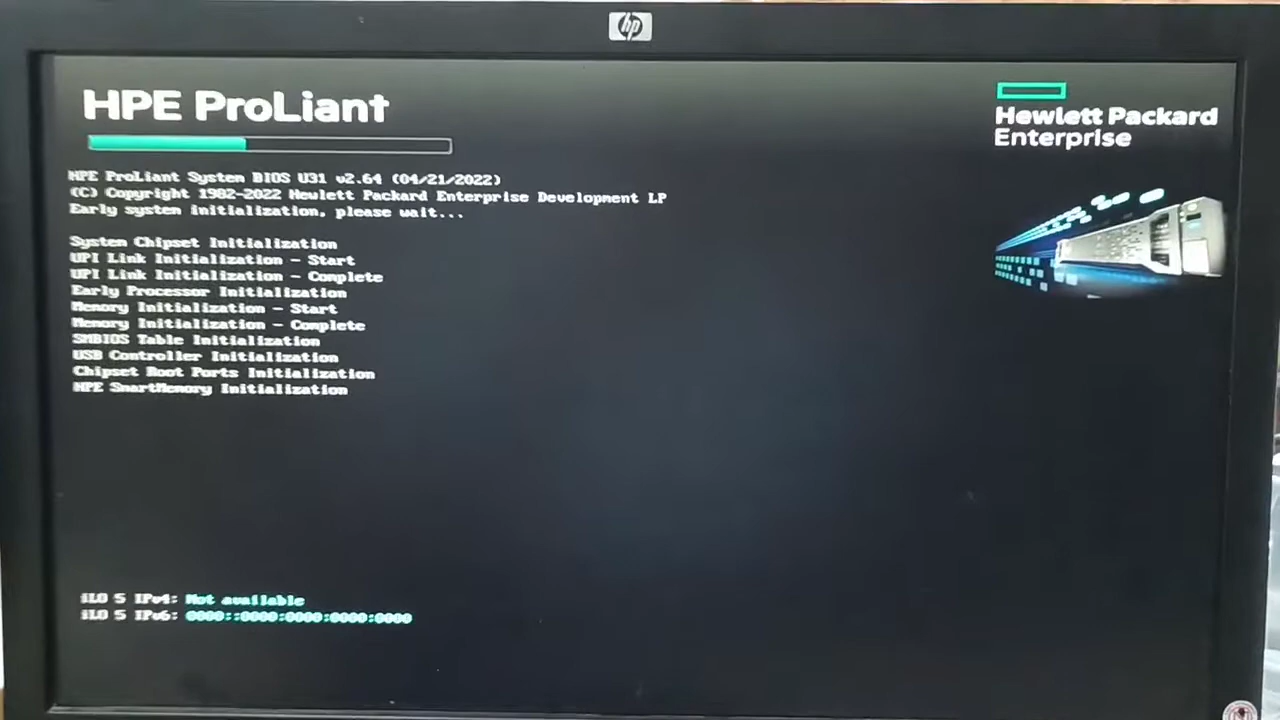 hp
HPE ProLiant
Hewlett Packard
Enterprise
HPE ProLiant System BIOS U31 v2.64 (04/21/2022)
(C) Copyright 1982-2022 Hewlett Packard Enterprise Development LP
Early system initialization, please wait...
System Chipset Initialization
UPI Link Initialization - Start
UPI Link Initialization - Complete
Early Processor Initialization
Memory Initialization - Start
Memory Initialization - Complete
SMBIOS Table Initialization
USB Controller Initialization
Chipset Root Ports Initialization
HPE SmartMemory Initialization
iLO 5 IPv4: Not available
iLO 5 IPv6: 0000::0000:0000:0000:0000